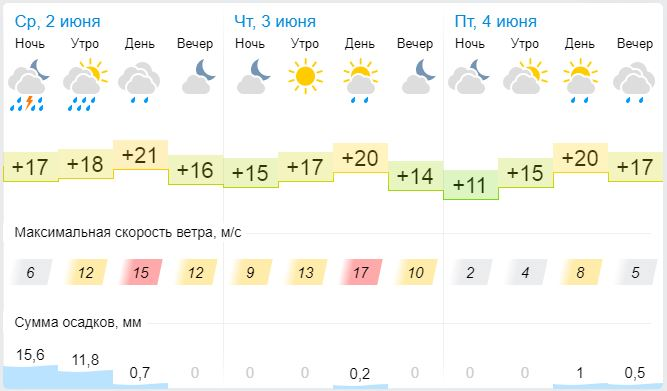 Ср, 2 июня Чт, 3 июня Пт, 4 июня
Ночь Утро День Вечер Ночь Утро День Вечер Ночь Утро День Вечер
+17 +18 +21 +16 +15 +17 +20 +14 +11 +15 +20 +17
Максимальная скорость ветра, м/с
6 12 15 12 9 13 17 10 2 4 8 5
Сумма осадков, мм
15,6 11,8 0,7 0 0 0 0,2 0 0 0 1 0,5